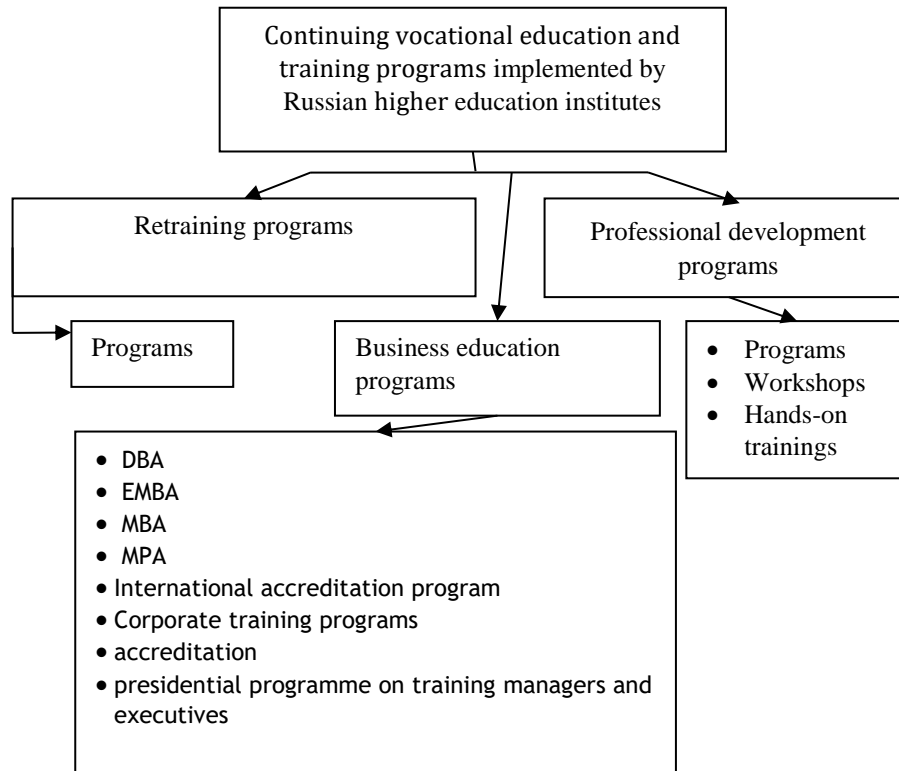 Continuing vocational education and
training programs implemented by
Russian higher education institutes
Retraining programs
Professional development
programs
Programs
Business education
programs
• Programs
• Workshops
• Hands-on
trainings
• DBA
• EMBA
• MBA
• MPA
• International accreditation program
• Corporate training programs
• accreditation
• presidential programme on training managers and
executives